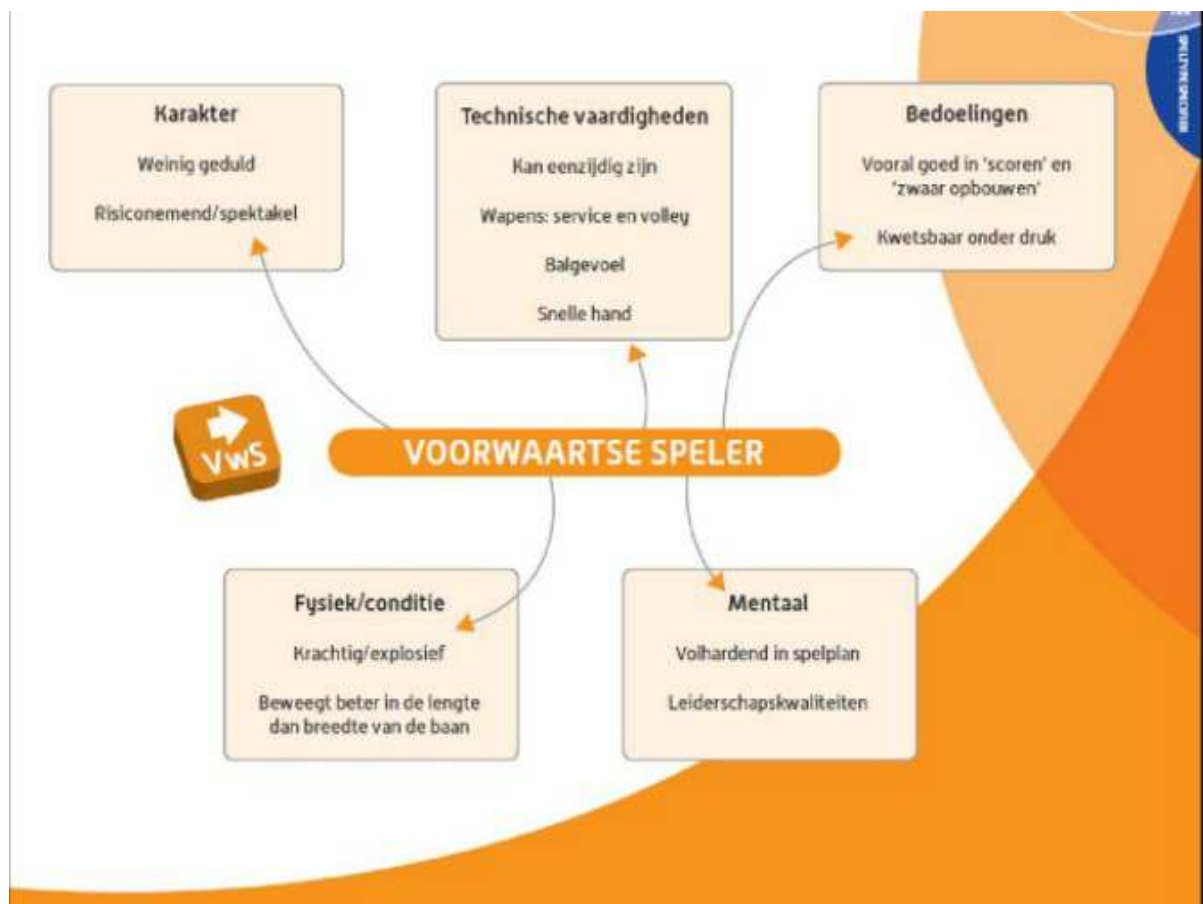 Karakter
Weinig geduld
Risiconemend/spektakel
Technische vaardigheden
Kan eenzijdig zijn
Wapens: service en volley
Balgevoel
Snelle hand
Bedoelingen
Vooral goed in 'scoren' en
'zwaar opbouwen'
Kwetsbaar onder druk
VwS
VOORWAARTSE SPELER
Fysiek/conditie
Krachtig/explosief
Beweegt beter in de lengte
dan breedte van de baan
Mentaal
Volhardend in spelplan
Leiderschapskwaliteiten